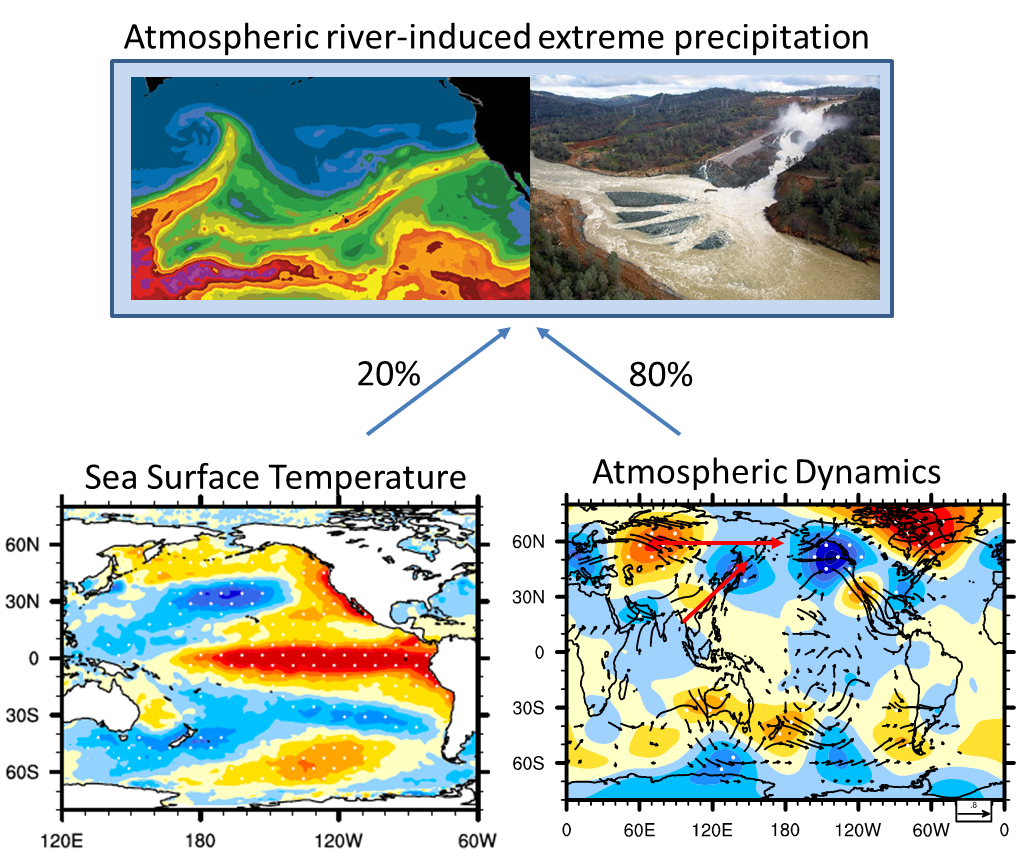 Atmospheric river-induced extreme precipitation
20%
80%
Sea Surface Temperature
Atmospheric Dynamics
60N
30N
0
30S
60S
120E 180 120W 60W
60N
30N
0
30S
60S
.8
0 60E 120E 180 120W 60W 0